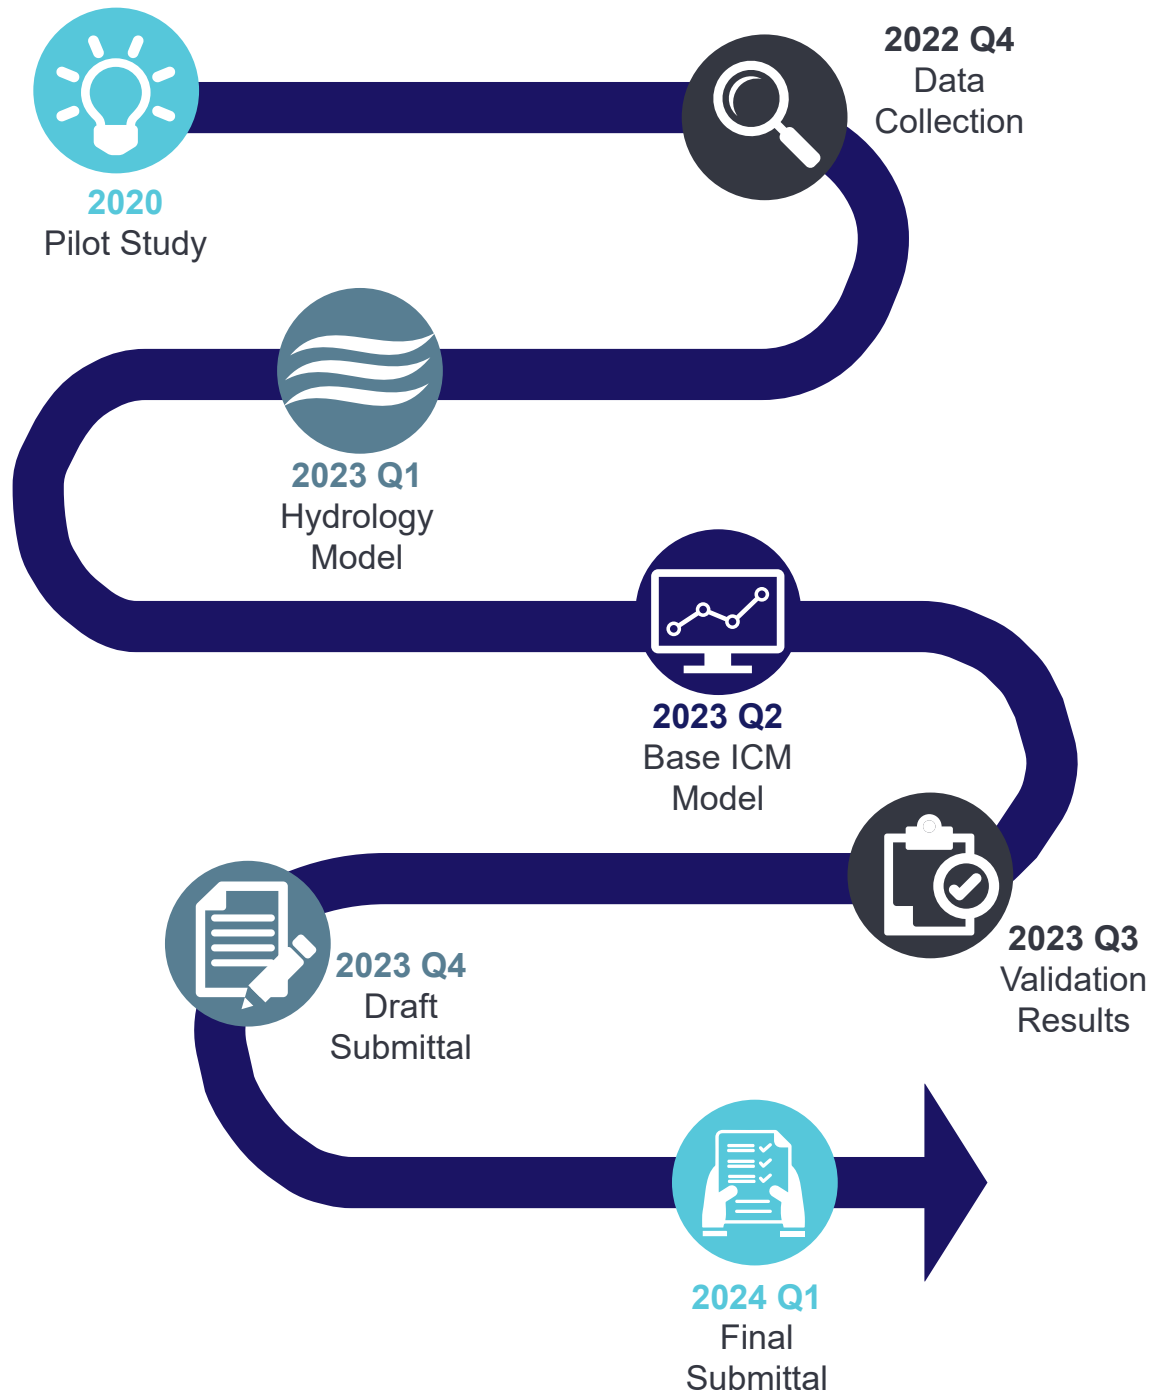 2020
Pilot Study
2022 Q4
Data
Collection
2023 Q1
Hydrology
Model
2023 Q2
Base ICM
Model
2023 Q3
Validation
Results
2023 Q4
Draft
Submittal
2024 Q1
Final
Submittal